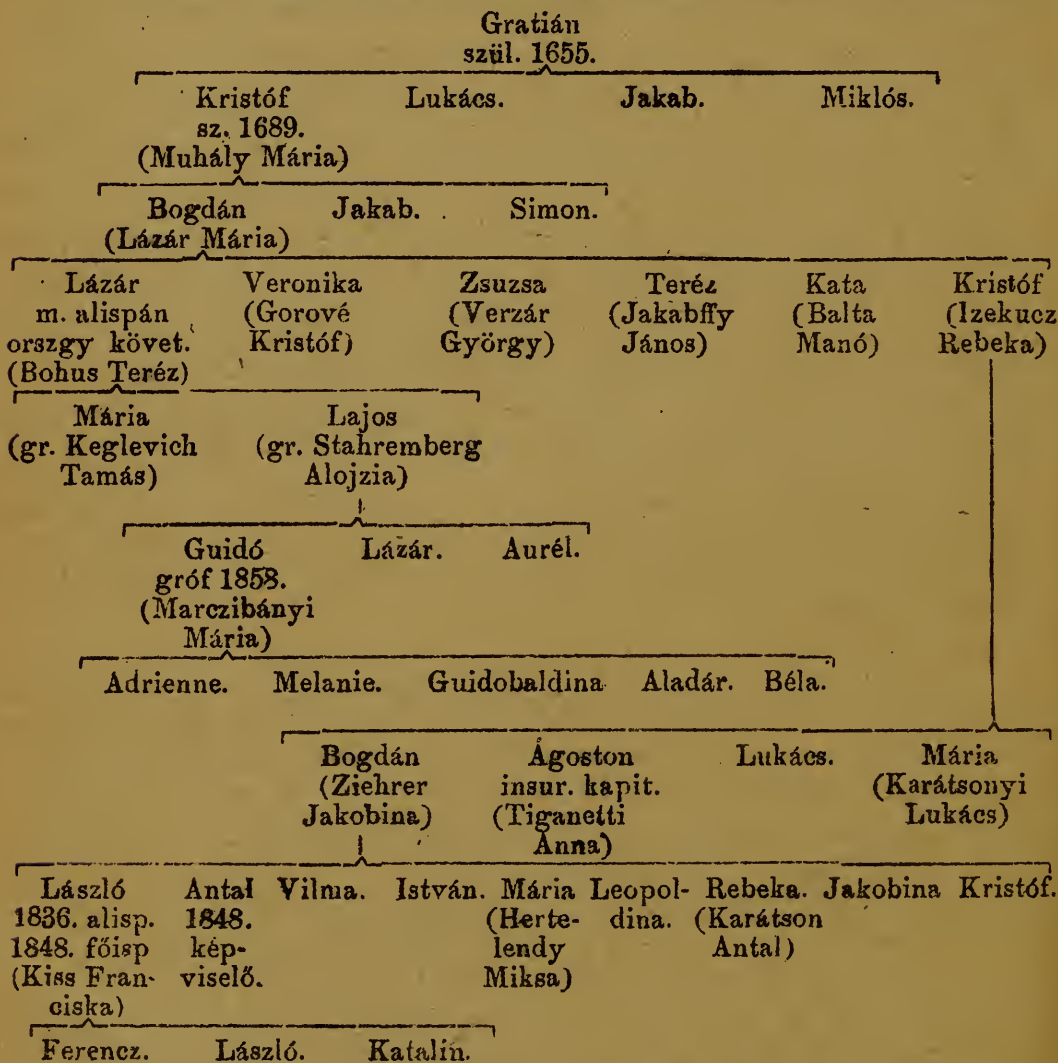 Gratián
szül. 1655.
Kristóf Lukács. Jakab. Miklós.
sz. 1689.
(Muhály Mária)
Bogdán Jakab. Simon.
(Lázár Mária)
Lázár Veronika Zsuzsa Teréz Kata Kristóf
m. alispán (Gorové (Verzár (Jakabffy (Balta (Izekucz
orszgy követ. Kristóf) György) János) Manó) Rebeka)
(Bohus Teréz)
Mária Lajos
(gr. Keglevich (gr. Stahremberg
Tamás) Alojzia)
Guidó Lázár. Aurél.
gróf 1858.
(Marczibányi
Mária)
Adrienne. Melanie. Guidobaldina Aladár. Béla.
Bogdán Ágoston Lukács. Mária
(Ziehrer insur. kapit. (Karátsonyi
Jakobina) (Tiganetti Lukács)
Anna)
László Antal Vilma. István. Mária Leopol- Rebeka. Jakobina Kristóf.
1836. alisp. 1848. (Herte- dina. (Karátson
1848. főisp kép- lendy Antal)
(Kiss Fran- viselő. Miksa)
ciska)
Ferencz. László. Katalin.